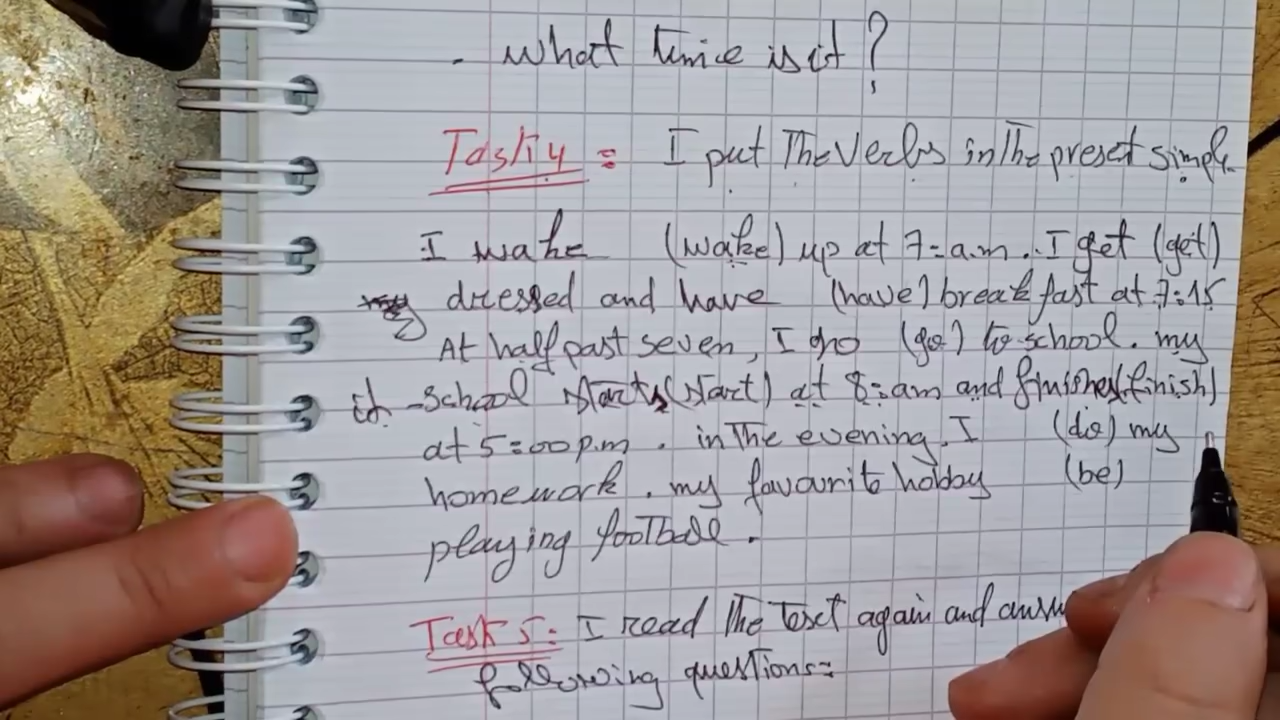 . What time is it ?
Task 4 = I put The Verbs in The preset simple
I wake (wake) up at 7=a.m. . I get (get)
dressed and have (have) breakfast at 7:15
At half past seven, I go (go) to school. my
it -school starts (start) at 8=am and finishes (finish)
at 5=00 p.m . in The evening, I (do) my
homework . my favourite hobby (be)
playing football .
Task 5= I read The text again and answ
following questions=